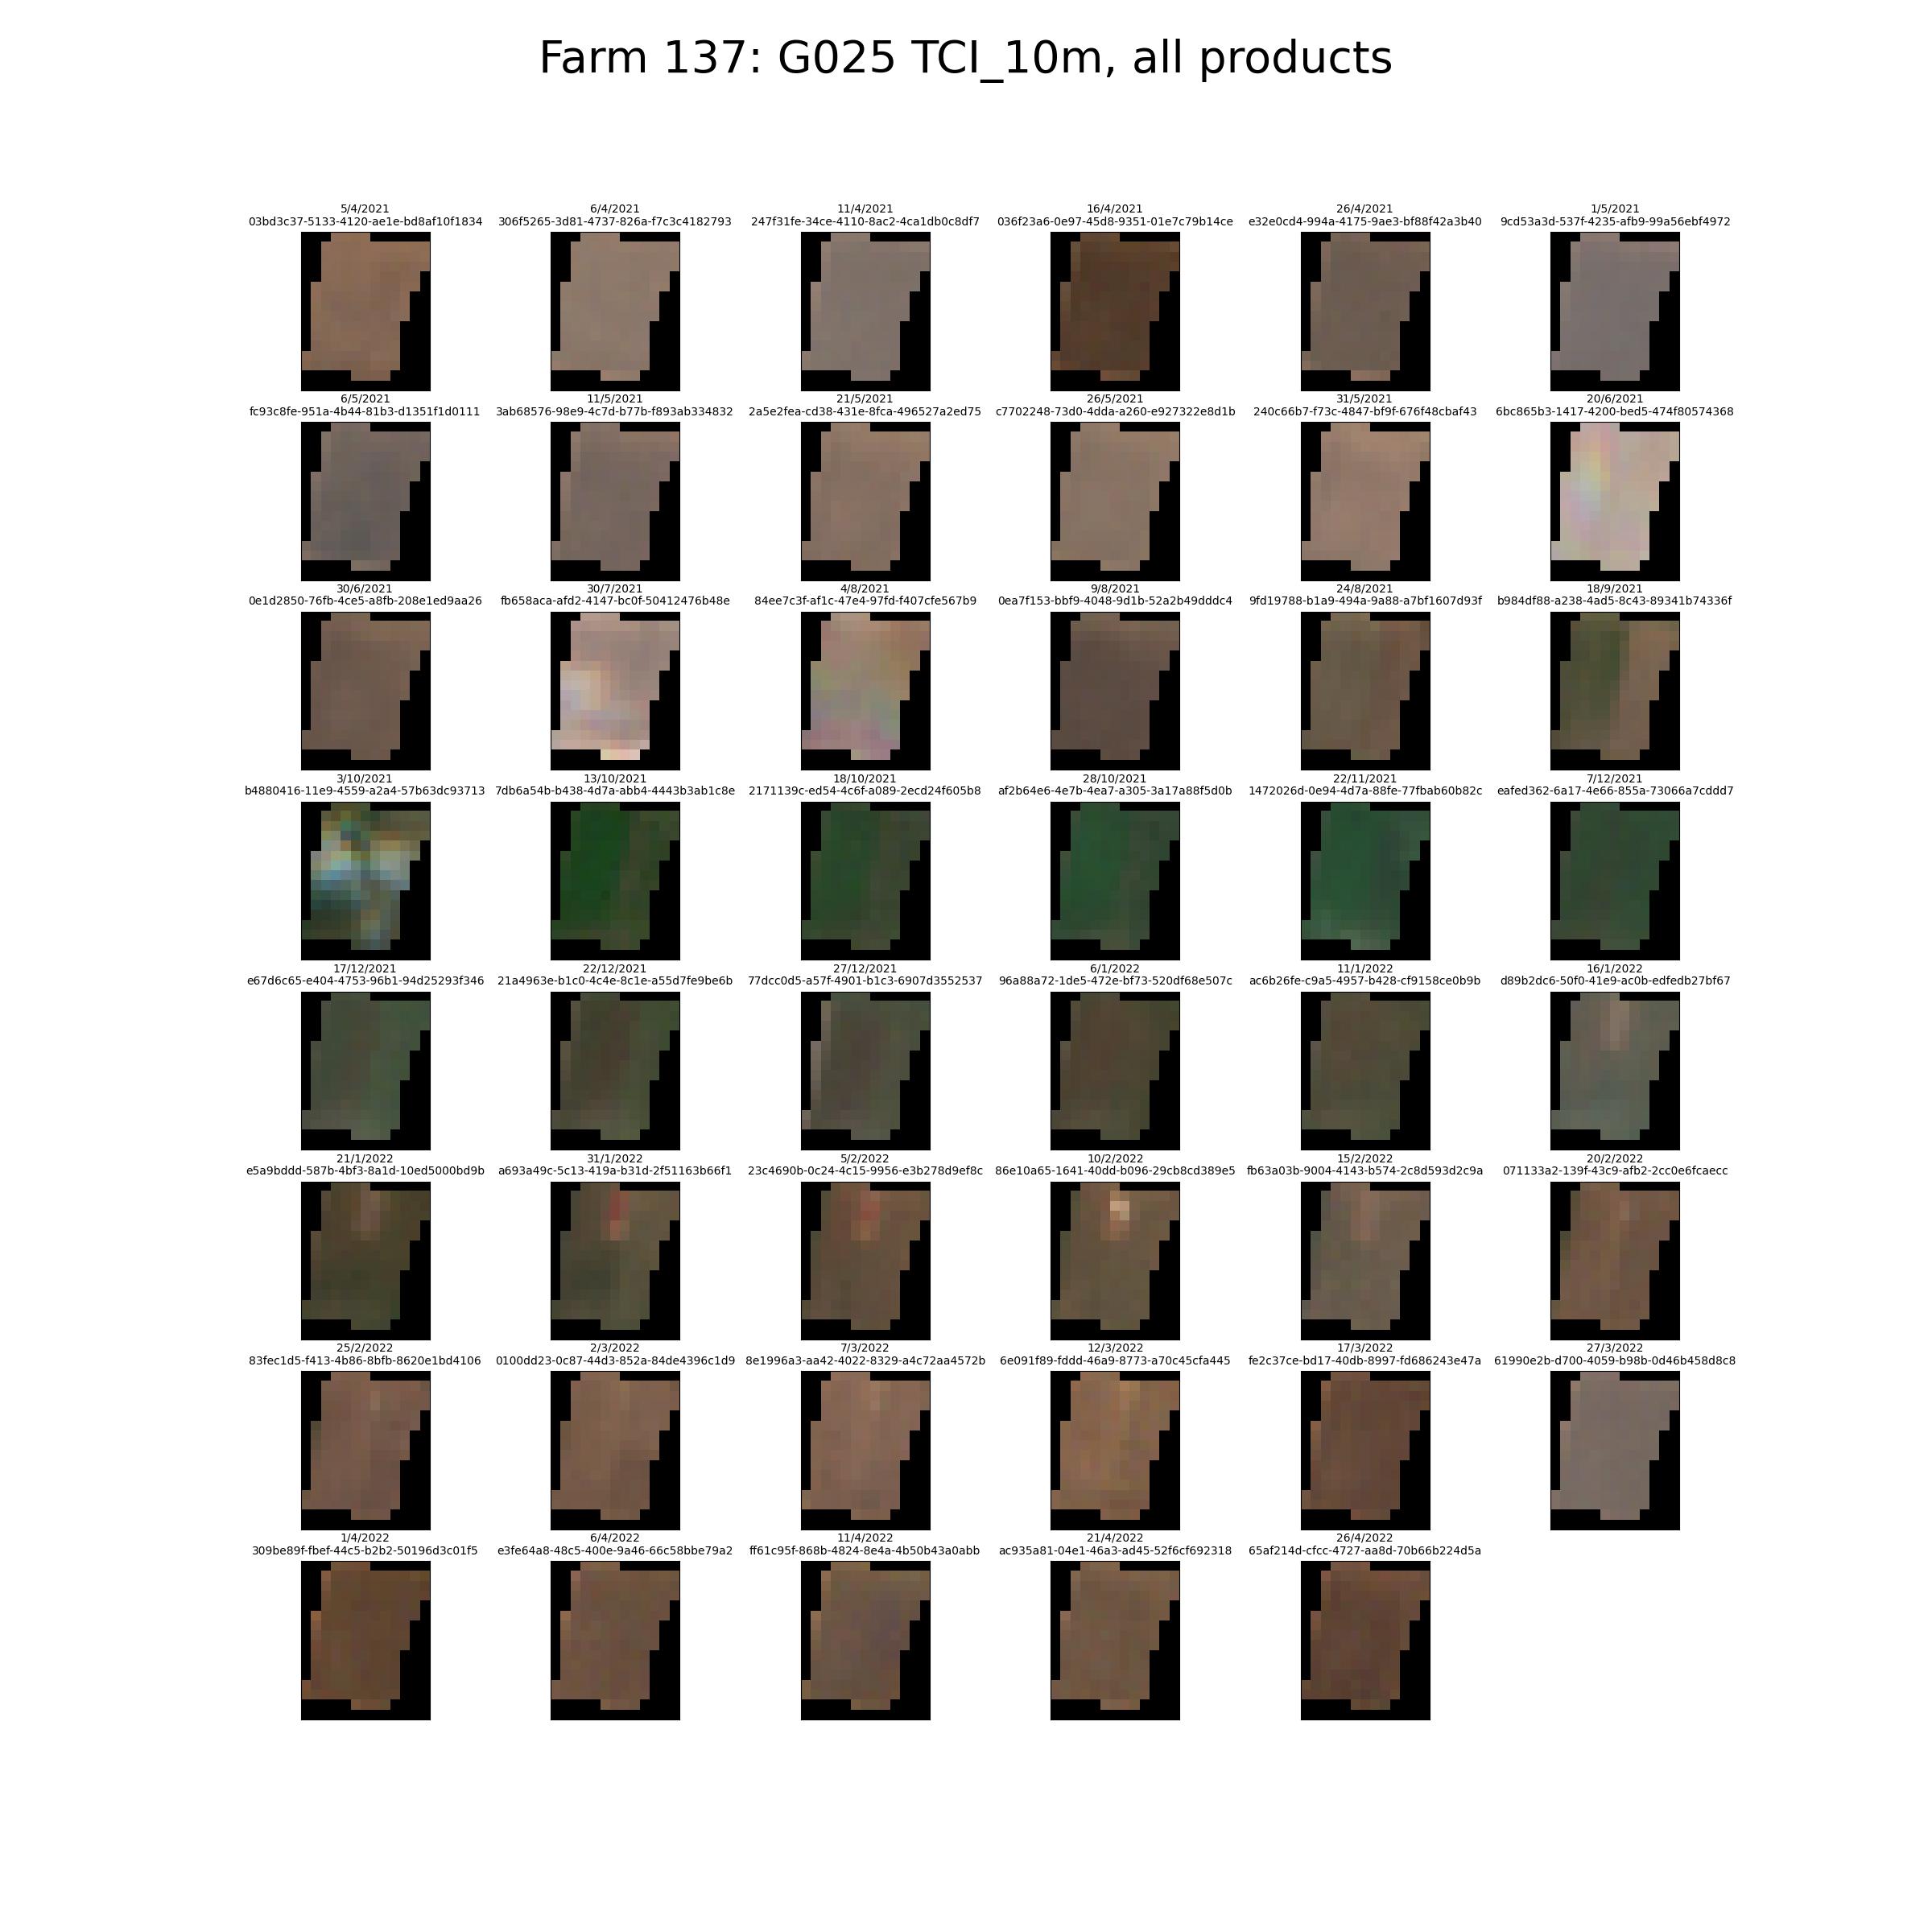 Farm 137: G025 TCI_10m, all products
5/4/2021
03bd3c37-5133-4120-ae1e-bd8af10f1834
6/4/2021
306f5265-3d81-4737-826a-f7c3c4182793
11/4/2021
247f31fe-34ce-4110-8ac2-4ca1db0c8df7
16/4/2021
036f23a6-0e97-45d8-9351-01e7c79b14ce
26/4/2021
e32e0cd4-994a-4175-9ae3-bf88f42a3b40
1/5/2021
9cd53a3d-537f-4235-afb9-99a56ebf4972
6/5/2021
fc93c8fe-951a-4b44-81b3-d1351f1d0111
11/5/2021
3ab68576-98e9-4c7d-b77b-f893ab334832
21/5/2021
2a5e2fea-cd38-431e-8fca-496527a2ed75
26/5/2021
c7702248-73d0-4dda-a260-e927322e8d1b
31/5/2021
240c66b7-f73c-4847-bf9f-676f48cbaf43
20/6/2021
6bc865b3-1417-4200-bed5-474f80574368
30/6/2021
0e1d2850-76fb-4ce5-a8fb-208e1ed9aa26
30/7/2021
fb658aca-afd2-4147-bc0f-50412476b48e
4/8/2021
84ee7c3f-af1c-47e4-97fd-f407cfe567b9
9/8/2021
0ea7f153-bbf9-4048-9d1b-52a2b49dddc4
24/8/2021
9fd19788-b1a9-494a-9a88-a7bf1607d93f
18/9/2021
b984df88-a238-4ad5-8c43-89341b74336f
3/10/2021
b4880416-11e9-4559-a2a4-57b63dc93713
13/10/2021
7db6a54b-b438-4d7a-abb4-4443b3ab1c8e
18/10/2021
2171139c-ed54-4c6f-a089-2ecd24f605b8
28/10/2021
af2b64e6-4e7b-4ea7-a305-3a17a88f5d0b
22/11/2021
1472026d-0e94-4d7a-88fe-77fbab60b82c
7/12/2021
eafed362-6a17-4e66-855a-73066a7cddd7
17/12/2021
e67d6c65-e404-4753-96b1-94d25293f346
22/12/2021
21a4963e-b1c0-4c4e-8c1e-a55d7fe9be6b
27/12/2021
77dcc0d5-a57f-4901-b1c3-6907d3552537
6/1/2022
96a88a72-1de5-472e-bf73-520df68e507c
11/1/2022
ac6b26fe-c9a5-4957-b428-cf9158ce0b9b
16/1/2022
d89b2dc6-50f0-41e9-ac0b-edfedb27bf67
21/1/2022
e5a9bddd-587b-4bf3-8a1d-10ed5000bd9b
31/1/2022
a693a49c-5c13-419a-b31d-2f51163b66f1
5/2/2022
23c4690b-0c24-4c15-9956-e3b278d9ef8c
10/2/2022
86e10a65-1641-40dd-b096-29cb8cd389e5
15/2/2022
fb63a03b-9004-4143-b574-2c8d593d2c9a
20/2/2022
071133a2-139f-43c9-afb2-2cc0e6fcaecc
25/2/2022
83fec1d5-f413-4b86-8bfb-8620e1bd4106
2/3/2022
0100dd23-0c87-44d3-852a-84de4396c1d9
7/3/2022
8e1996a3-aa42-4022-8329-a4c72aa4572b
12/3/2022
6e091f89-fddd-46a9-8773-a70c45cfa445
17/3/2022
fe2c37ce-bd17-40db-8997-fd686243e47a
27/3/2022
61990e2b-d700-4059-b98b-0d46b458d8c8
1/4/2022
309be89f-fbef-44c5-b2b2-50196d3c01f5
6/4/2022
e3fe64a8-48c5-400e-9a46-66c58bbe79a2
11/4/2022
ff61c95f-868b-4824-8e4a-4b50b43a0abb
21/4/2022
ac935a81-04e1-46a3-ad45-52f6cf692318
26/4/2022
65af214d-cfcc-4727-aa8d-70b66b224d5a